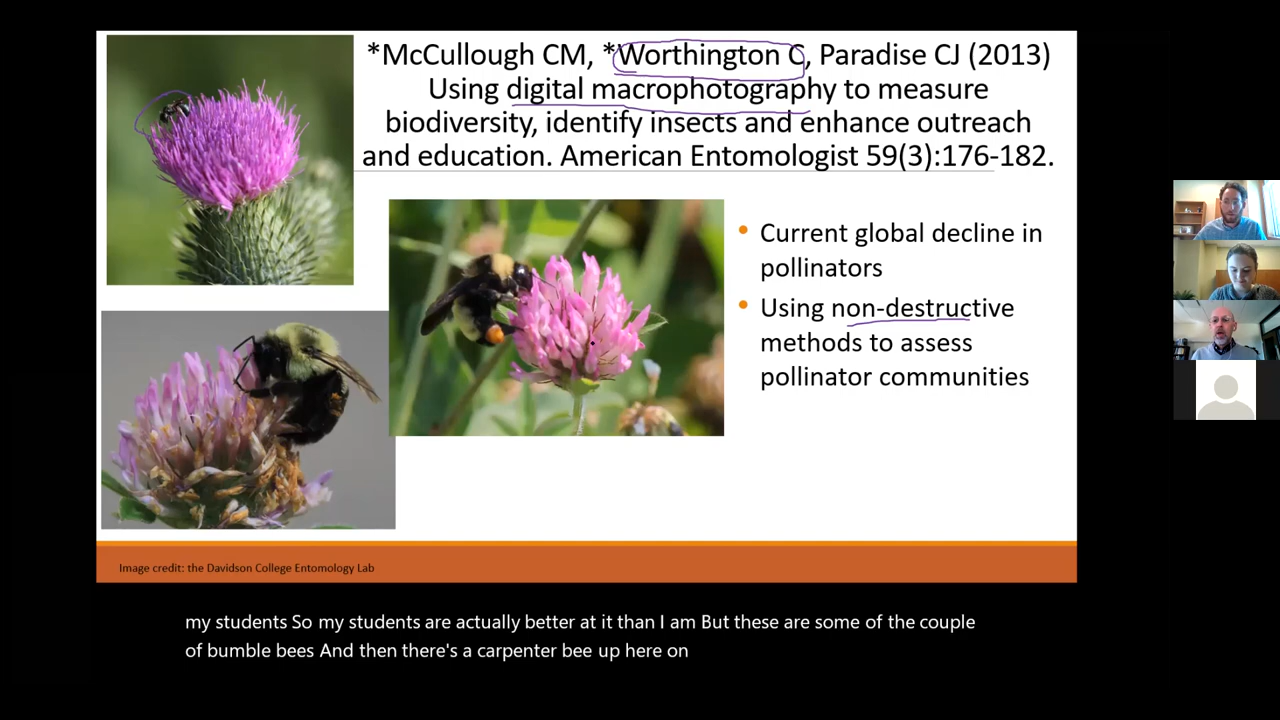 *McCullough CM, *Worthington C, Paradise CJ (2013)
Using digital macrophotography to measure
biodiversity, identify insects and enhance outreach
and education. American Entomologist 59(3):176-182.
• Current global decline in
pollinators
• Using non-destructive
methods to assess
pollinator communities
Image credit: the Davidson College Entomology Lab
my students So my students are actually better at it than I am But these are some of the couple
of bumble bees And then there's a carpenter bee up here on